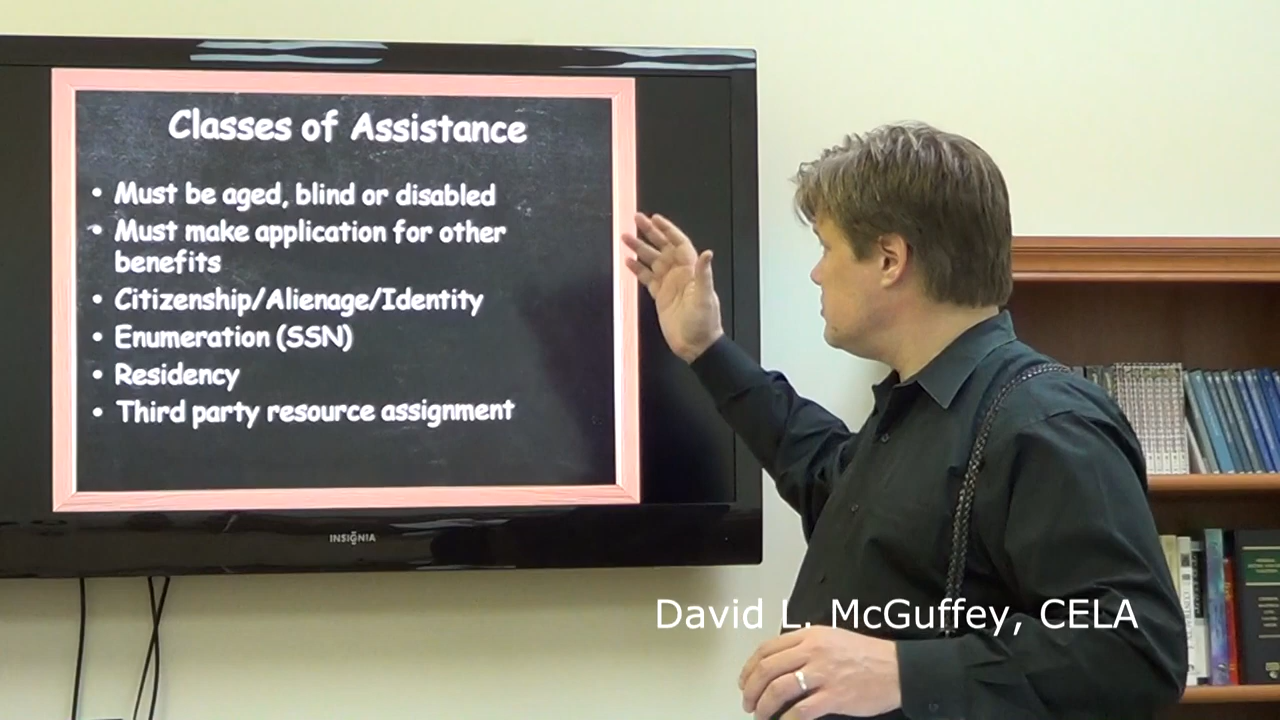 Classes of Assistance
• Must be aged, blind or disabled
• Must make application for other
benefits
• Citizenship/Alienage/Identity
• Enumeration (SSN)
• Residency
• Third party resource assignment
INSIGNIA
David L. McGuffey, CELA